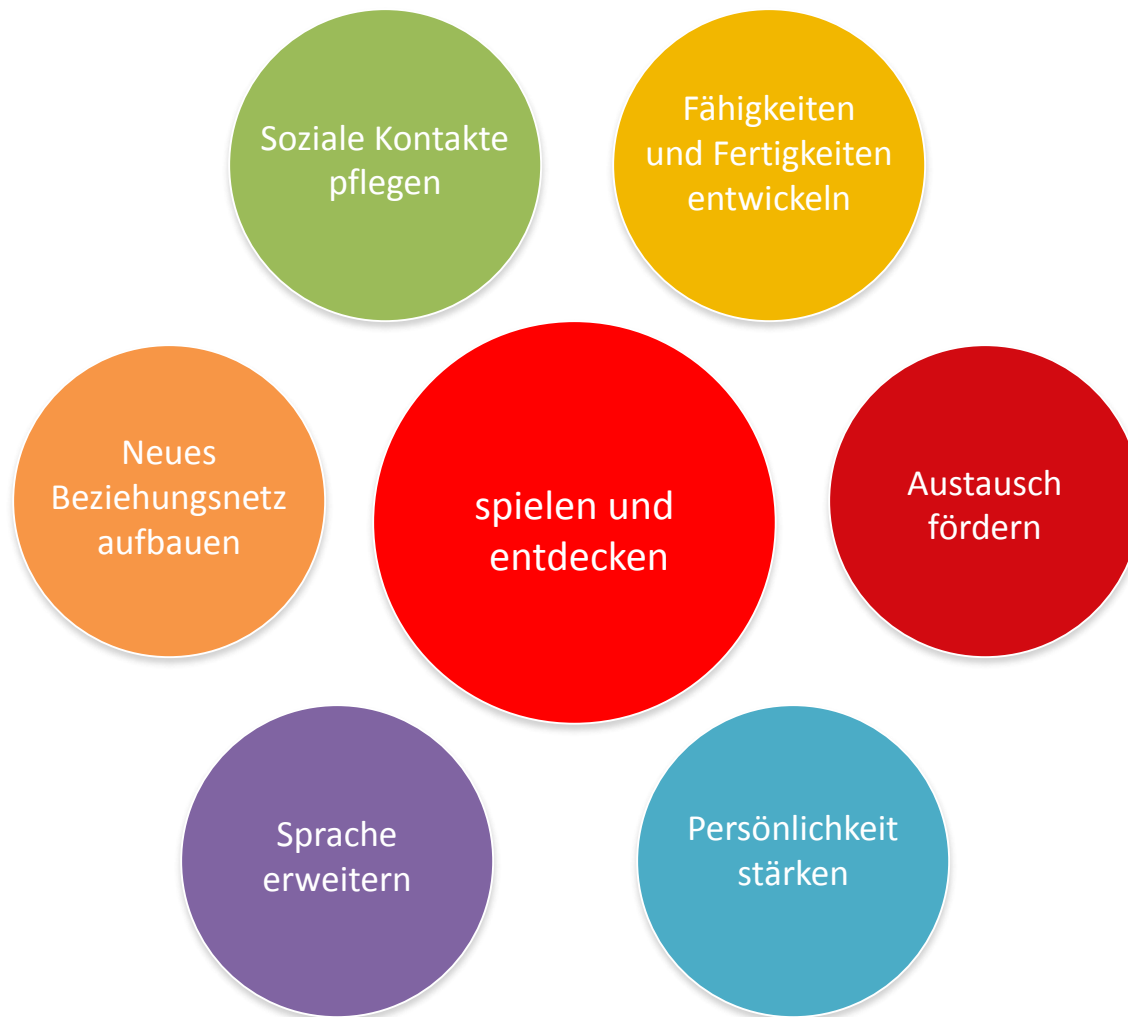 Soziale Kontakte
pflegen
Fähigkeiten
und Fertigkeiten
entwickeln
Neues
Beziehungsnetz
aufbauen
spielen und
entdecken
Austausch
fördern
Sprache
erweitern
Persönlichkeit
stärken